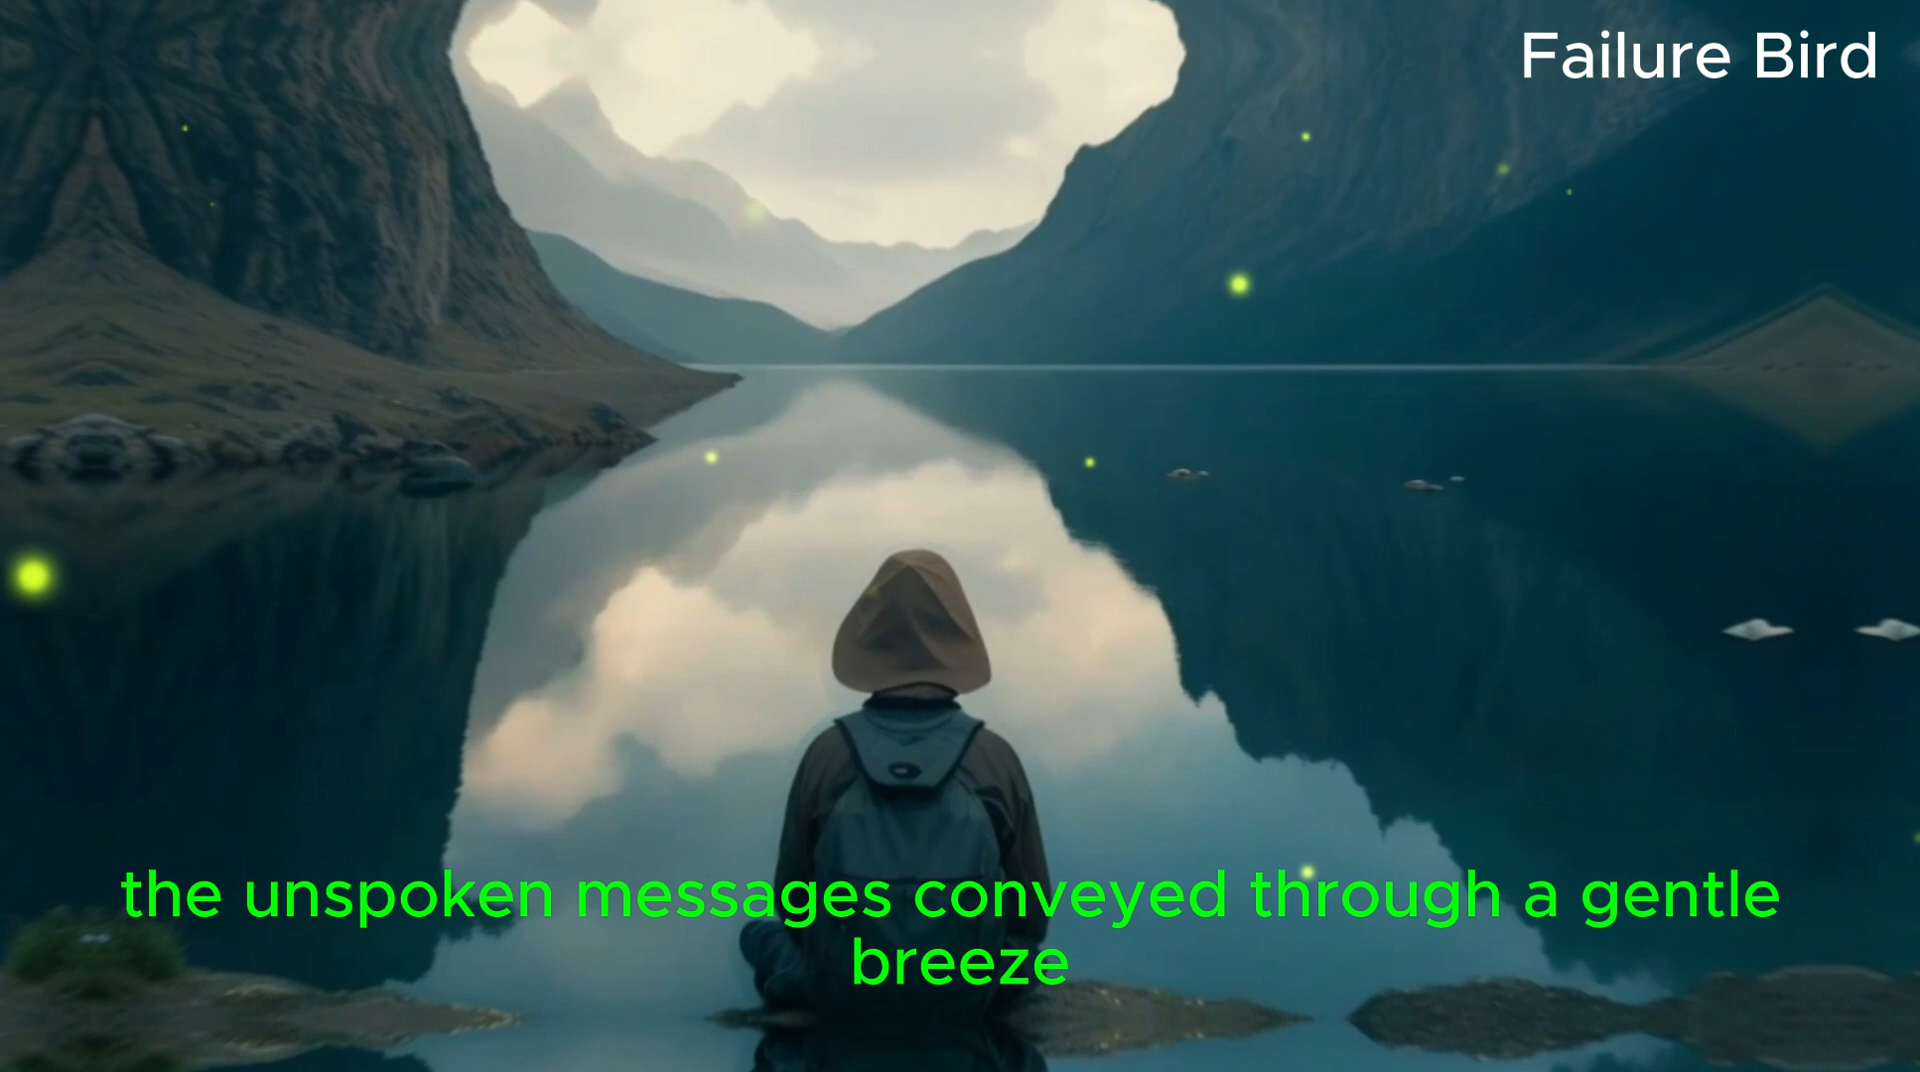 Failure Bird
the unspoken messages conveyed through a gentle
breeze